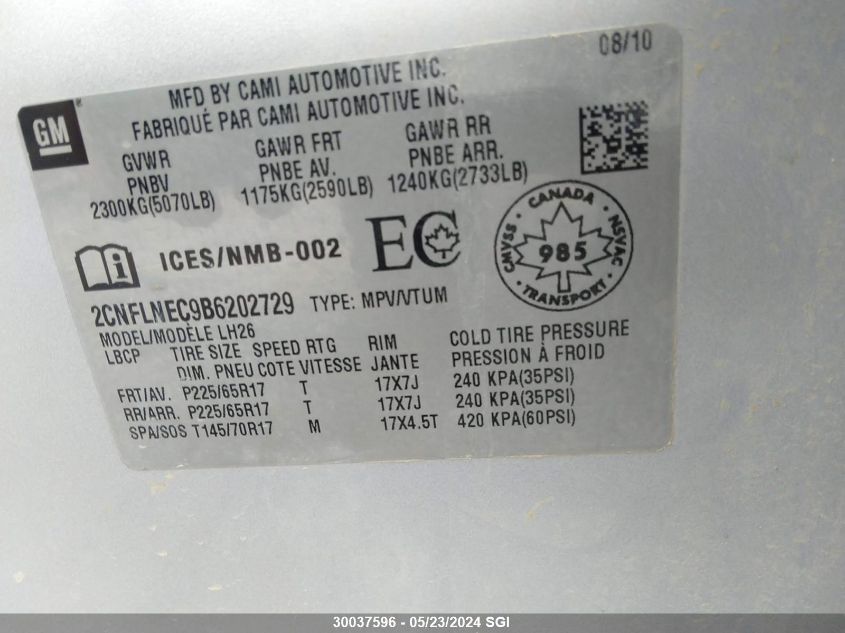 08/10
MFD BY CAMI AUTOMOTIVE INC.
FABRIQUÉ PAR CAMI AUTOMOTIVE INC.
GM
GVWR GAWR FRT GAWR RR
PNBV PNBE AV. PNBE ARR.
2300KG(5070LB) 1175KG(2590LB) 1240KG(2733LB)
ICES/NMB-002 EC
CANADA
CMVSS 985 NSVAC
TRANSPORT
2CNFLNEC9B6202729 TYPE: MPV/VTUM
MODEL/MODÈLE LH26
LBCP TIRE SIZE SPEED RTG RIM COLD TIRE PRESSURE
DIM. PNEU COTE VITESSE JANTE PRESSION À FROID
FRT/AV. P225/65R17 T 17X7J 240 KPA(35PSI)
RR/ARR. P225/65R17 T 17X7J 240 KPA(35PSI)
SPA/SOS T145/70R17 M 17X4.5T 420 KPA(60PSI)
30037596 - 05/23/2024 SGI